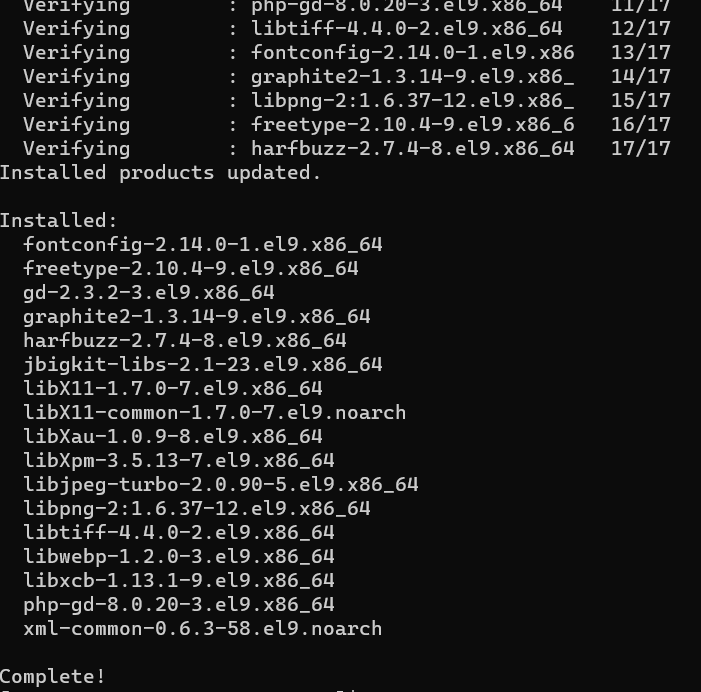 Verifying : php-gd-8.0.20-3.el9.x86_64 11/17
Verifying : libtiff-4.4.0-2.el9.x86_64 12/17
Verifying : fontconfig-2.14.0-1.el9.x86 13/17
Verifying : graphite2-1.3.14-9.el9.x86_ 14/17
Verifying : libpng-2:1.6.37-12.el9.x86_ 15/17
Verifying : freetype-2.10.4-9.el9.x86_6 16/17
Verifying : harfbuzz-2.7.4-8.el9.x86_64 17/17
Installed products updated.
Installed:
fontconfig-2.14.0-1.el9.x86_64
freetype-2.10.4-9.el9.x86_64
gd-2.3.2-3.el9.x86_64
graphite2-1.3.14-9.el9.x86_64
harfbuzz-2.7.4-8.el9.x86_64
jbigkit-libs-2.1-23.el9.x86_64
libX11-1.7.0-7.el9.x86_64
libX11-common-1.7.0-7.el9.noarch
libXau-1.0.9-8.el9.x86_64
libXpm-3.5.13-7.el9.x86_64
libjpeg-turbo-2.0.90-5.el9.x86_64
libpng-2:1.6.37-12.el9.x86_64
libtiff-4.4.0-2.el9.x86_64
libwebp-1.2.0-3.el9.x86_64
libxcb-1.13.1-9.el9.x86_64
php-gd-8.0.20-3.el9.x86_64
xml-common-0.6.3-58.el9.noarch
Complete!